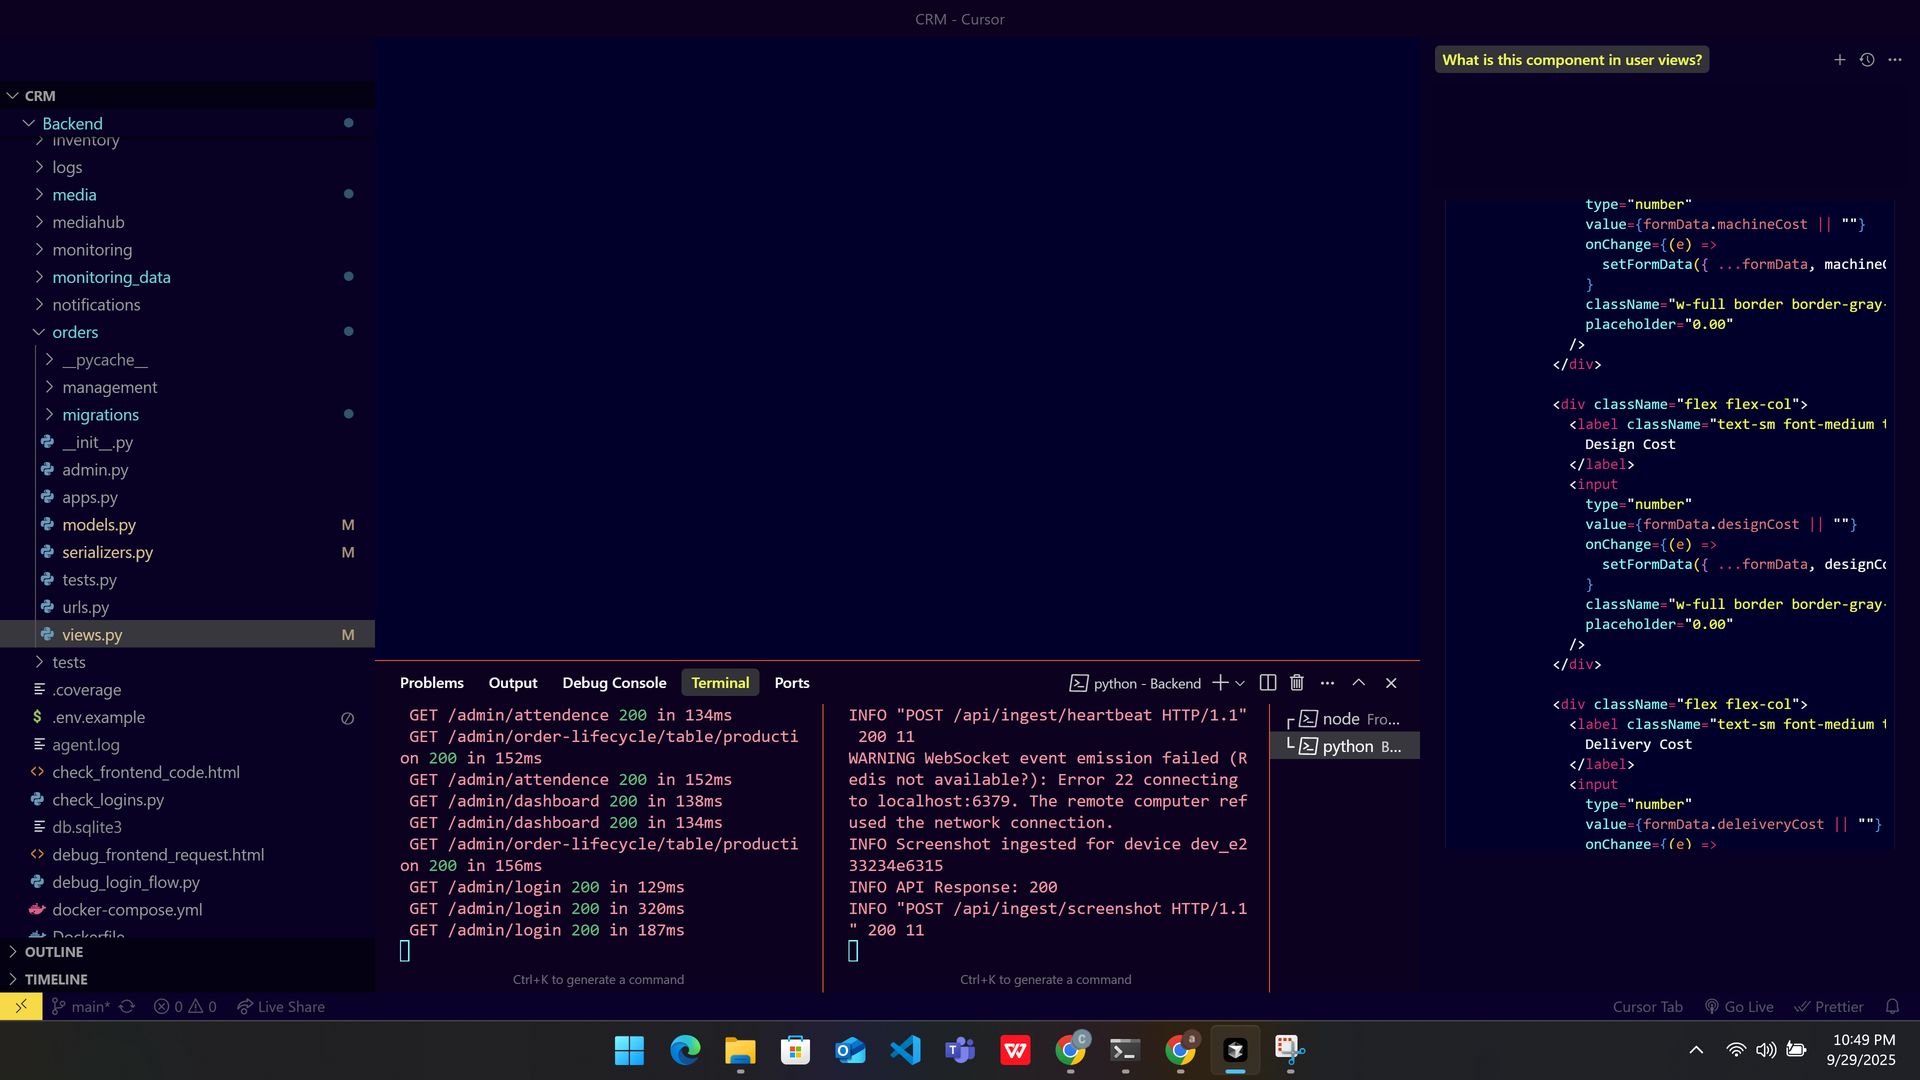 CRM - Cursor
CRM
Backend
inventory
logs
media
mediahub
monitoring
monitoring_data
notifications
orders
__pycache__
management
migrations
__init__.py
admin.py
apps.py
models.py M
serializers.py M
tests.py
urls.py
views.py M
tests
.coverage
.env.example
agent.log
check_frontend_code.html
check_logins.py
db.sqlite3
debug_frontend_request.html
debug_login_flow.py
docker-compose.yml
Dockerfile
OUTLINE
TIMELINE
Problems Output Debug Console Terminal Ports
python - Backend
GET /admin/attendence 200 in 134ms
GET /admin/order-lifecycle/table/producti
on 200 in 152ms
GET /admin/attendence 200 in 152ms
GET /admin/dashboard 200 in 138ms
GET /admin/dashboard 200 in 134ms
GET /admin/order-lifecycle/table/producti
on 200 in 156ms
GET /admin/login 200 in 129ms
GET /admin/login 200 in 320ms
GET /admin/login 200 in 187ms
Ctrl+K to generate a command
INFO "POST /api/ingest/heartbeat HTTP/1.1"
200 11
WARNING WebSocket event emission failed (R
edis not available?): Error 22 connecting
to localhost:6379. The remote computer ref
used the network connection.
INFO Screenshot ingested for device dev_e2
33234e6315
INFO API Response: 200
INFO "POST /api/ingest/screenshot HTTP/1.1
" 200 11
Ctrl+K to generate a command
node Fro...
python B...
What is this component in user views?
type="number"
value={formData.machineCost || ""}
onChange={(e) =>
setFormData({ ...formData, machineC
}
className="w-full border border-gray-
placeholder="0.00"
/>
</div>
<div className="flex flex-col">
<label className="text-sm font-medium t
Design Cost
</label>
<input
type="number"
value={formData.designCost || ""}
onChange={(e) =>
setFormData({ ...formData, designCo
}
className="w-full border border-gray-
placeholder="0.00"
/>
</div>
<div className="flex flex-col">
<label className="text-sm font-medium t
Delivery Cost
</label>
<input
type="number"
value={formData.deleiveryCost || ""}
onChange={(e) =>
main* 0 0 Live Share
Cursor Tab Go Live Prettier
10:49 PM
9/29/2025